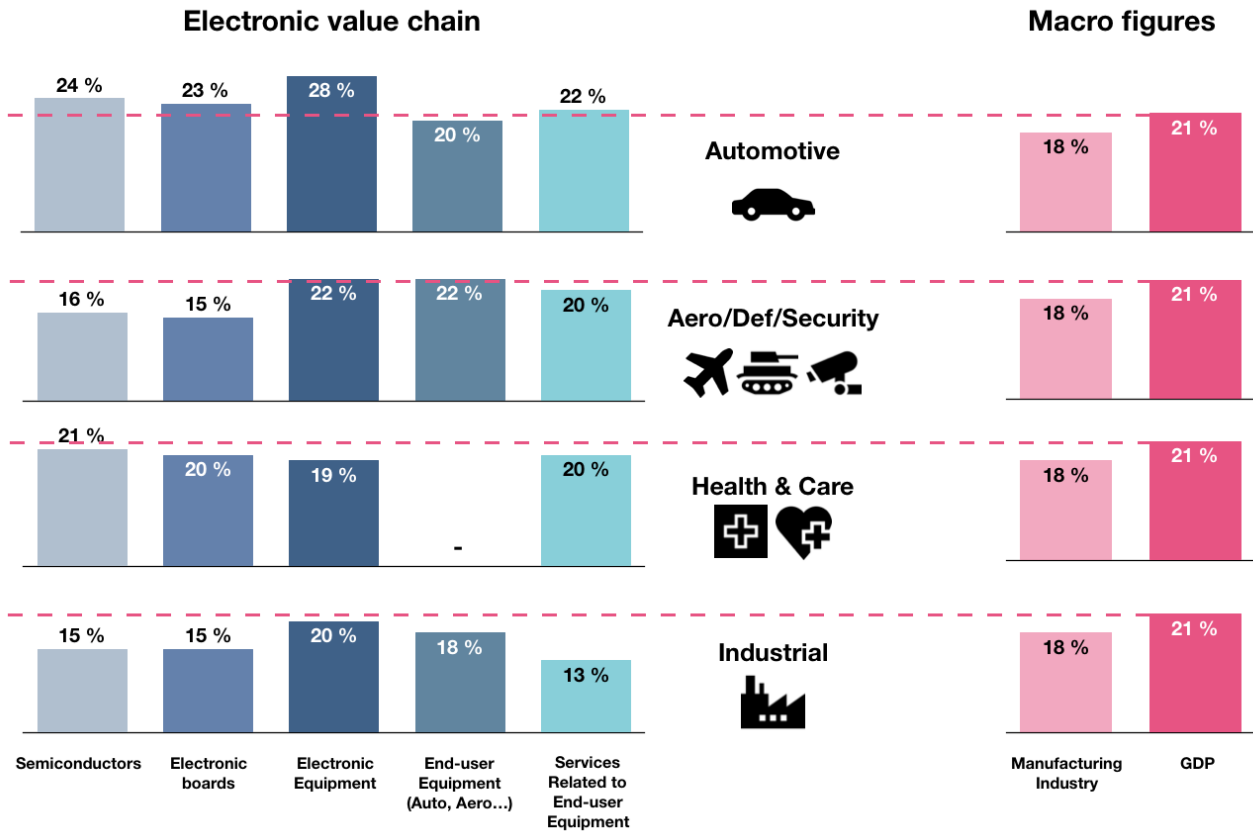 Electronic value chain
Macro figures
24 %
23 %
28 %
20 %
22 %
Automotive
18 %
21 %
16 %
15 %
22 %
22 %
20 %
Aero/Def/Security
18 %
21 %
21 %
20 %
19 %
-
20 %
Health & Care
18 %
21 %
15 %
15 %
20 %
18 %
13 %
Industrial
18 %
21 %
Semiconductors
Electronic
boards
Electronic
Equipment
End-user
Equipment
(Auto, Aero…)
Services
Related to
End-user
Equipment
Manufacturing
Industry
GDP